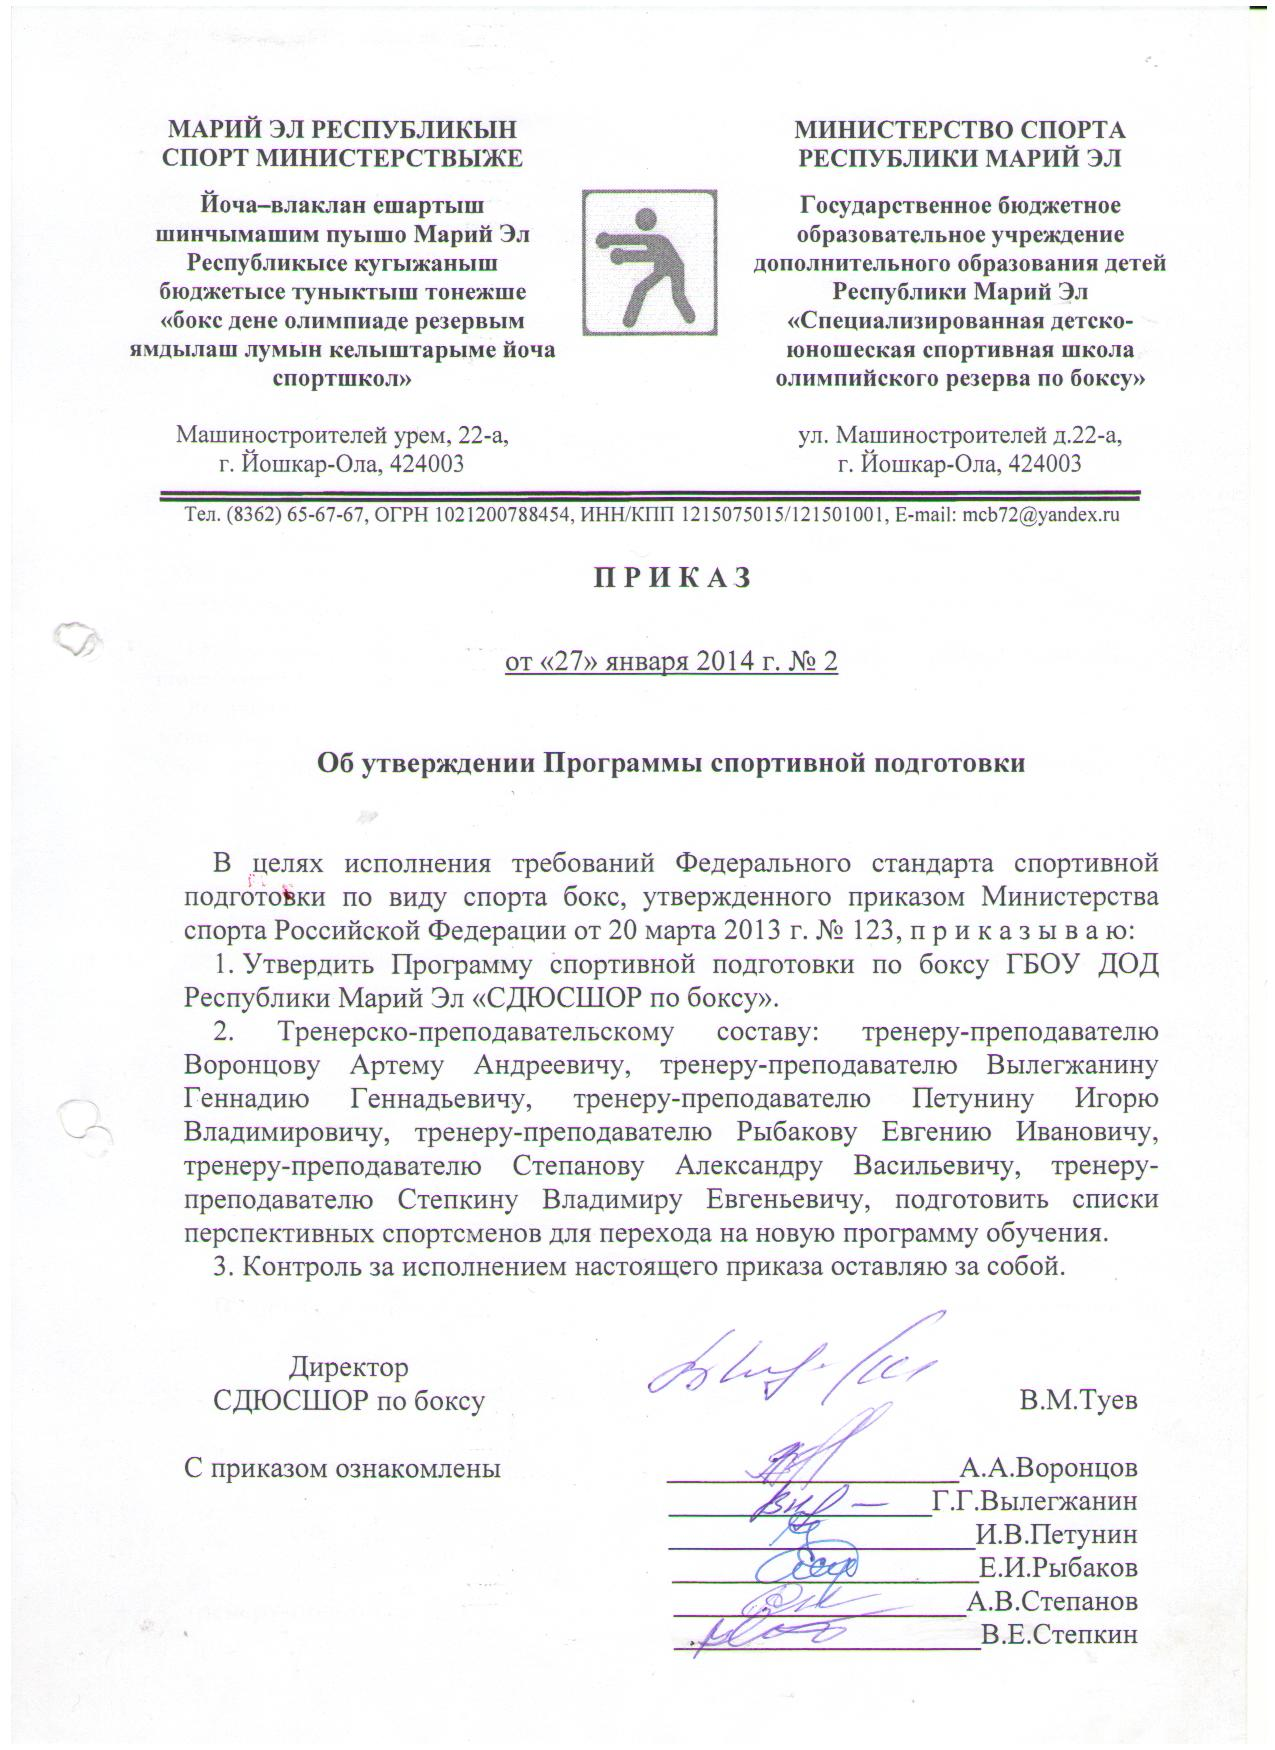 МАРИЙ ЭЛ РЕСПУБЛИКЫН
СПОРТ МИНИСТЕРСТВЫЖЕ
Йоча–влаклан ешартыш
шинчымашим пуышо Марий Эл
Республикысе кугыжаныш
бюджетысе туныктыш тонежше
«бокс дене олимпиаде резервым
ямдылаш лумын келыштарыме йоча
спортшкол»
Машиностроителей урем, 22-а,
г. Йошкар-Ола, 424003
МИНИСТЕРСТВО СПОРТА
РЕСПУБЛИКИ МАРИЙ ЭЛ
Государственное бюджетное
образовательное учреждение
дополнительного образования детей
Республики Марий Эл
«Специализированная детско-
юношеская спортивная школа
олимпийского резерва по боксу»
ул. Машиностроителей д.22-а,
г. Йошкар-Ола, 424003
Тел. (8362) 65-67-67, ОГРН 1021200788454, ИНН/КПП 1215075015/121501001, E-mail: mcb72@yandex.ru
П Р И К А З
от «27» января 2014 г. № 2
Об утверждении Программы спортивной подготовки
В целях исполнения требований Федерального стандарта спортивной
подготовки по виду спорта бокс, утвержденного приказом Министерства
спорта Российской Федерации от 20 марта 2013 г. № 123, п р и к а з ы в а ю:
1. Утвердить Программу спортивной подготовки по боксу ГБОУ ДОД
Республики Марий Эл «СДЮСШОР по боксу».
2. Тренерско-преподавательскому составу: тренеру-преподавателю
Воронцову Артему Андреевичу, тренеру-преподавателю Вылегжанину
Геннадию Геннадьевичу, тренеру-преподавателю Петунину Игорю
Владимировичу, тренеру-преподавателю Рыбакову Евгению Ивановичу,
тренеру-преподавателю Степанову Александру Васильевичу, тренеру-
преподавателю Степкину Владимиру Евгеньевичу, подготовить списки
перспективных спортсменов для перехода на новую программу обучения.
3. Контроль за исполнением настоящего приказа оставляю за собой.
Директор
СДЮСШОР по боксу В.М.Туев
С приказом ознакомлены А.А.Воронцов
Г.Г.Вылегжанин
И.В.Петунин
Е.И.Рыбаков
А.В.Степанов
В.Е.Степкин